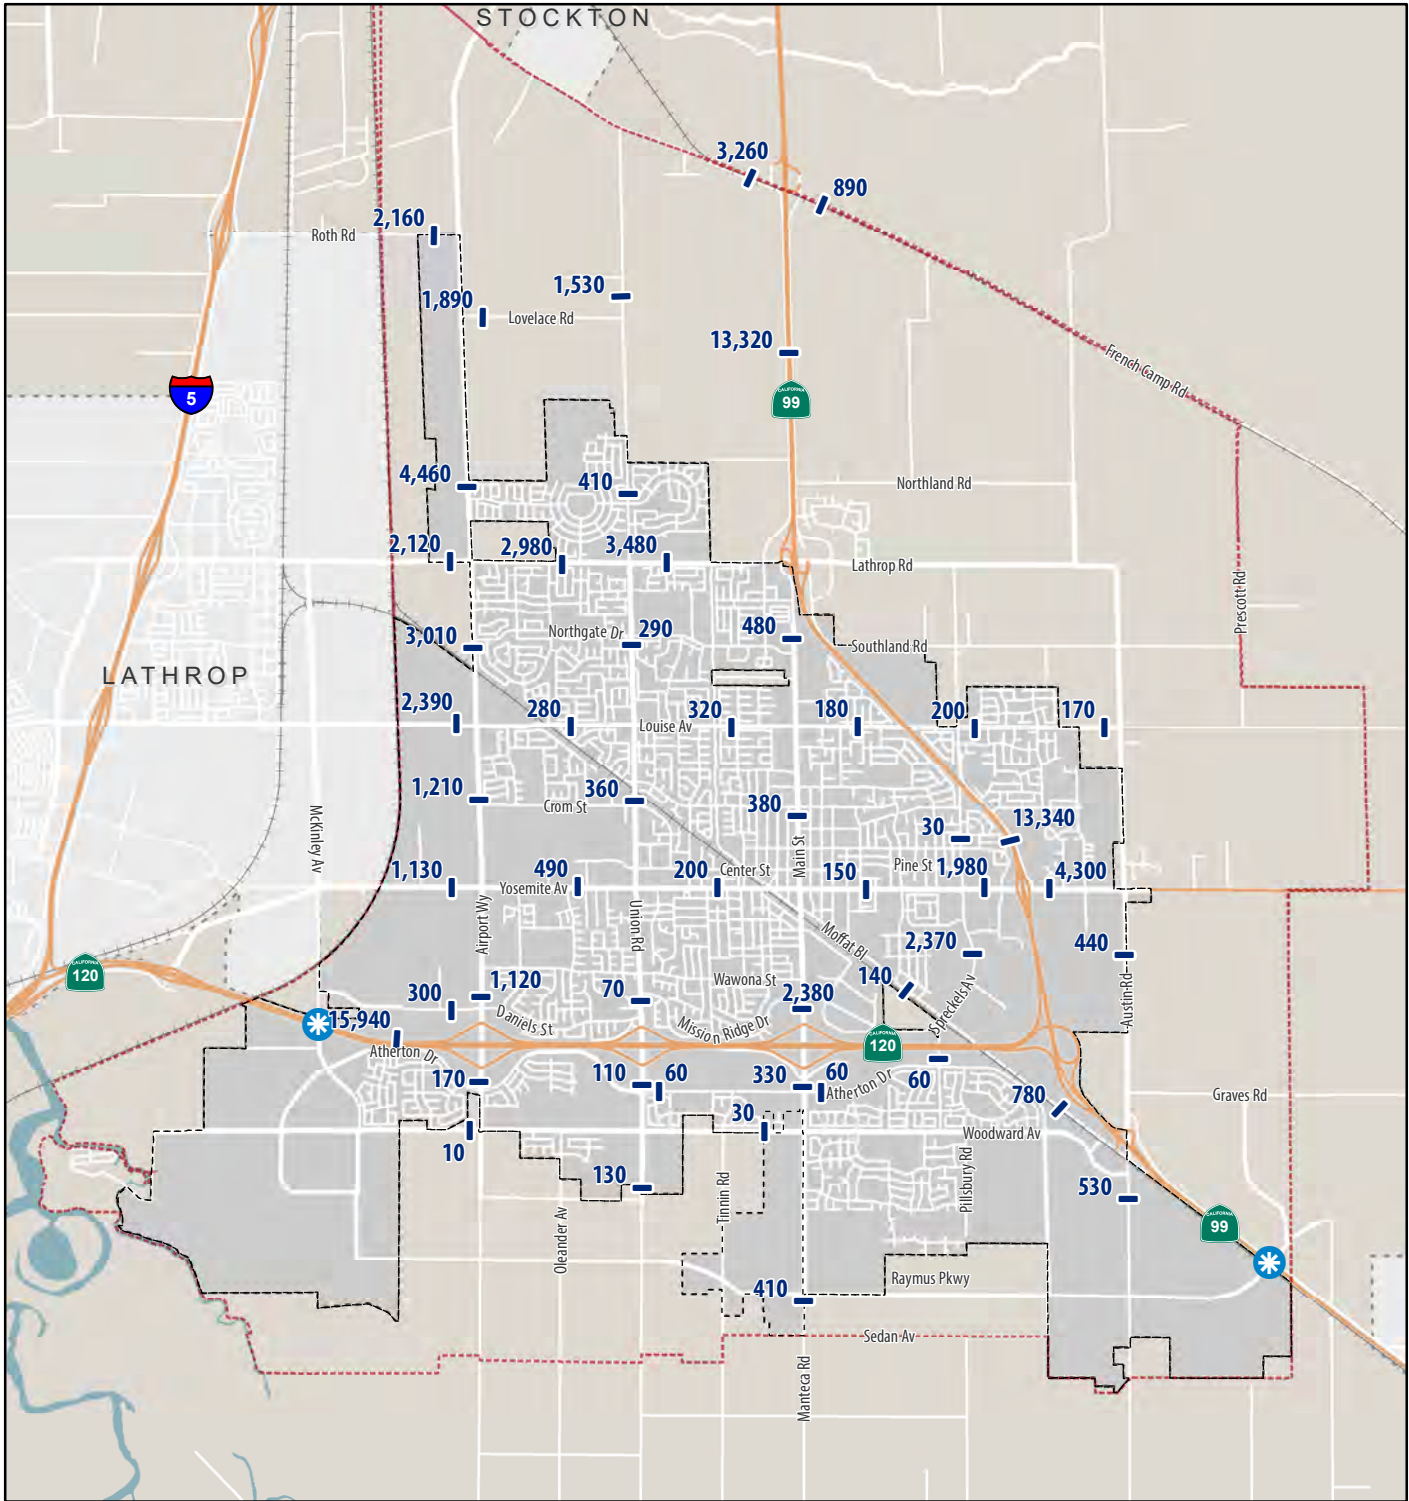 STOCKTON
3,260
890
2,160
Roth Rd
1,890
1,530
Lovelace Rd
13,320
French Camp Rd
5
CALIFORNIA
99
4,460
410
Northland Rd
2,120
2,980
3,480
Lathrop Rd
Prescott Rd
3,010
Northgate Dr
290
480
Southland Rd
LATHROP
2,390
280
Louise Av
320
180
200
170
1,210
Crom St
360
380
Main St
30
13,340
McKinley Av
1,130
490
Yosemite Av
200
Center St
150
Pine St
1,980
4,300
Airport Wy
Union Rd
Moffat Bl
2,370
440
CALIFORNIA
120
300
1,120
70
Wawona St
2,380
140
Spreckels Av
Austin Rd
15,940
Daniels St
Mission Ridge Dr
CALIFORNIA
120
Atherton Dr
170
110
60
330
60
Atherton Dr
60
780
Graves Rd
10
30
Woodward Av
130
Tinnin Rd
Pillsbury Rd
530
Oleander Av
CALIFORNIA
99
410
Raymus Pkwy
Sedan Av
Manteca Rd